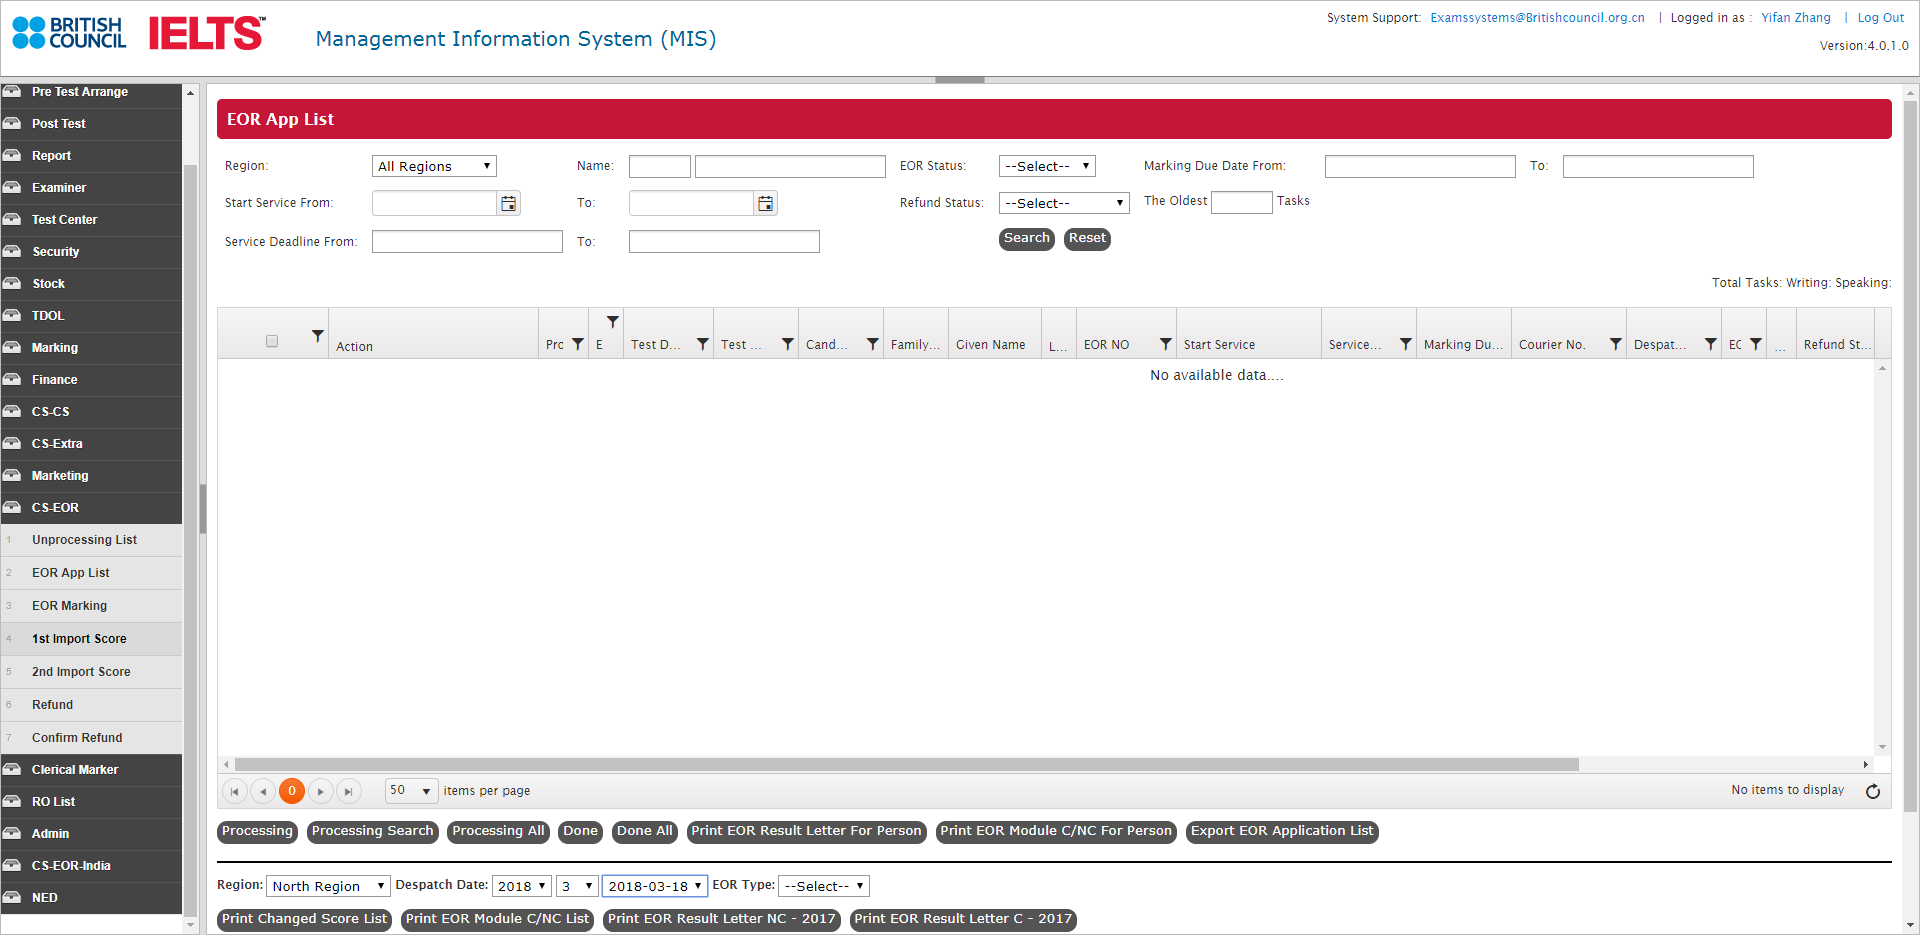 BRITISH
COUNCIL
IELTS™
Management Information System (MIS)
System Support: Examssystems@Britishcouncil.org.cn | Logged in as : Yifan Zhang | Log Out
Version:4.0.1.0
Pre Test Arrange
Post Test
Report
Examiner
Test Center
Security
Stock
TDOL
Marking
Finance
CS-CS
CS-Extra
Marketing
CS-EOR
1 Unprocessing List
2 EOR App List
3 EOR Marking
4 1st Import Score
5 2nd Import Score
6 Refund
7 Confirm Refund
Clerical Marker
RO List
Admin
CS-EOR-India
NED
EOR App List
Region: All Regions Name: EOR Status: --Select-- Marking Due Date From: To:
Start Service From: To: Refund Status: --Select-- The Oldest Tasks
Service Deadline From: To: Search Reset
Total Tasks: Writing: Speaking:
Action Pro E Test D... Test ... Cand... Family... Given Name L... EOR NO Start Service Service... Marking Du... Courier No. Despat... EC ... Refund St...
No available data....
0 50 items per page No items to display
Processing Processing Search Processing All Done Done All Print EOR Result Letter For Person Print EOR Module C/NC For Person Export EOR Application List
Region: North Region Despatch Date: 2018 3 2018-03-18 EOR Type: --Select--
Print Changed Score List Print EOR Module C/NC List Print EOR Result Letter NC - 2017 Print EOR Result Letter C - 2017